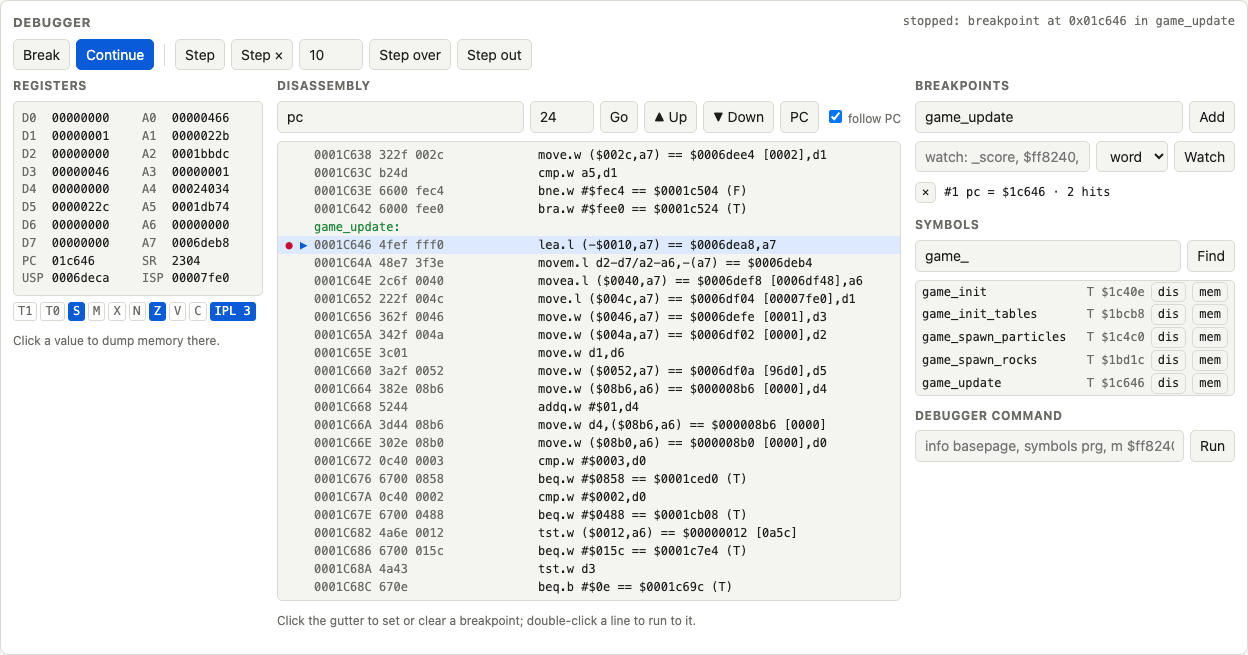 DEBUGGER
stopped: breakpoint at 0x01c646 in game_update
Break Continue Step Step × 10 Step over Step out
REGISTERS
D0 00000000 A0 00000466
D1 00000001 A1 0000022b
D2 00000000 A2 0001bbdc
D3 00000046 A3 00000001
D4 00000000 A4 00024034
D5 0000022c A5 0001db74
D6 00000000 A6 00000000
D7 00000000 A7 0006deb8
PC 01c646 SR 2304
USP 0006deca ISP 00007fe0
T1 T0 S M X N Z V C IPL 3
Click a value to dump memory there.
DISASSEMBLY
pc 24 Go ▲ Up ▼ Down PC follow PC
0001C638 322f 002c move.w ($002c,a7) == $0006dee4 [0002],d1
0001C63C b24d cmp.w a5,d1
0001C63E 6600 fec4 bne.w #$fec4 == $0001c504 (F)
0001C642 6000 fee0 bra.w #$fee0 == $0001c524 (T)
game_update:
0001C646 4fef fff0 lea.l (-$0010,a7) == $0006dea8,a7
0001C64A 48e7 3f3e movem.l d2-d7/a2-a6,-(a7) == $0006deb4
0001C64E 2c6f 0040 movea.l ($0040,a7) == $0006def8 [0006df48],a6
0001C652 222f 004c move.l ($004c,a7) == $0006df04 [00007fe0],d1
0001C656 362f 0046 move.w ($0046,a7) == $0006defe [0001],d3
0001C65A 342f 004a move.w ($004a,a7) == $0006df02 [0000],d2
0001C65E 3c01 move.w d1,d6
0001C660 3a2f 0052 move.w ($0052,a7) == $0006df0a [96d0],d5
0001C664 382e 08b6 move.w ($08b6,a6) == $000008b6 [0000],d4
0001C668 5244 addq.w #$01,d4
0001C66A 3d44 08b6 move.w d4,($08b6,a6) == $000008b6 [0000]
0001C66E 302e 08b0 move.w ($08b0,a6) == $000008b0 [0000],d0
0001C672 0c40 0003 cmp.w #$0003,d0
0001C676 6700 0858 beq.w #$0858 == $0001ced0 (T)
0001C67A 0c40 0002 cmp.w #$0002,d0
0001C67E 6700 0488 beq.w #$0488 == $0001cb08 (T)
0001C682 4a6e 0012 tst.w ($0012,a6) == $00000012 [0a5c]
0001C686 6700 015c beq.w #$015c == $0001c7e4 (T)
0001C68A 4a43 tst.w d3
0001C68C 670e beq.b #$0e == $0001c69c (T)
Click the gutter to set or clear a breakpoint; double-click a line to run to it.
BREAKPOINTS
game_update Add
watch: _score, $ff8240, word Watch
× #1 pc = $1c646 · 2 hits
SYMBOLS
game_ Find
game_init T $1c40e dis mem
game_init_tables T $1bcb8 dis mem
game_spawn_particles T $1c4c0 dis mem
game_spawn_rocks T $1bd1c dis mem
game_update T $1c646 dis mem
DEBUGGER COMMAND
info basepage, symbols prg, m $ff824 Run